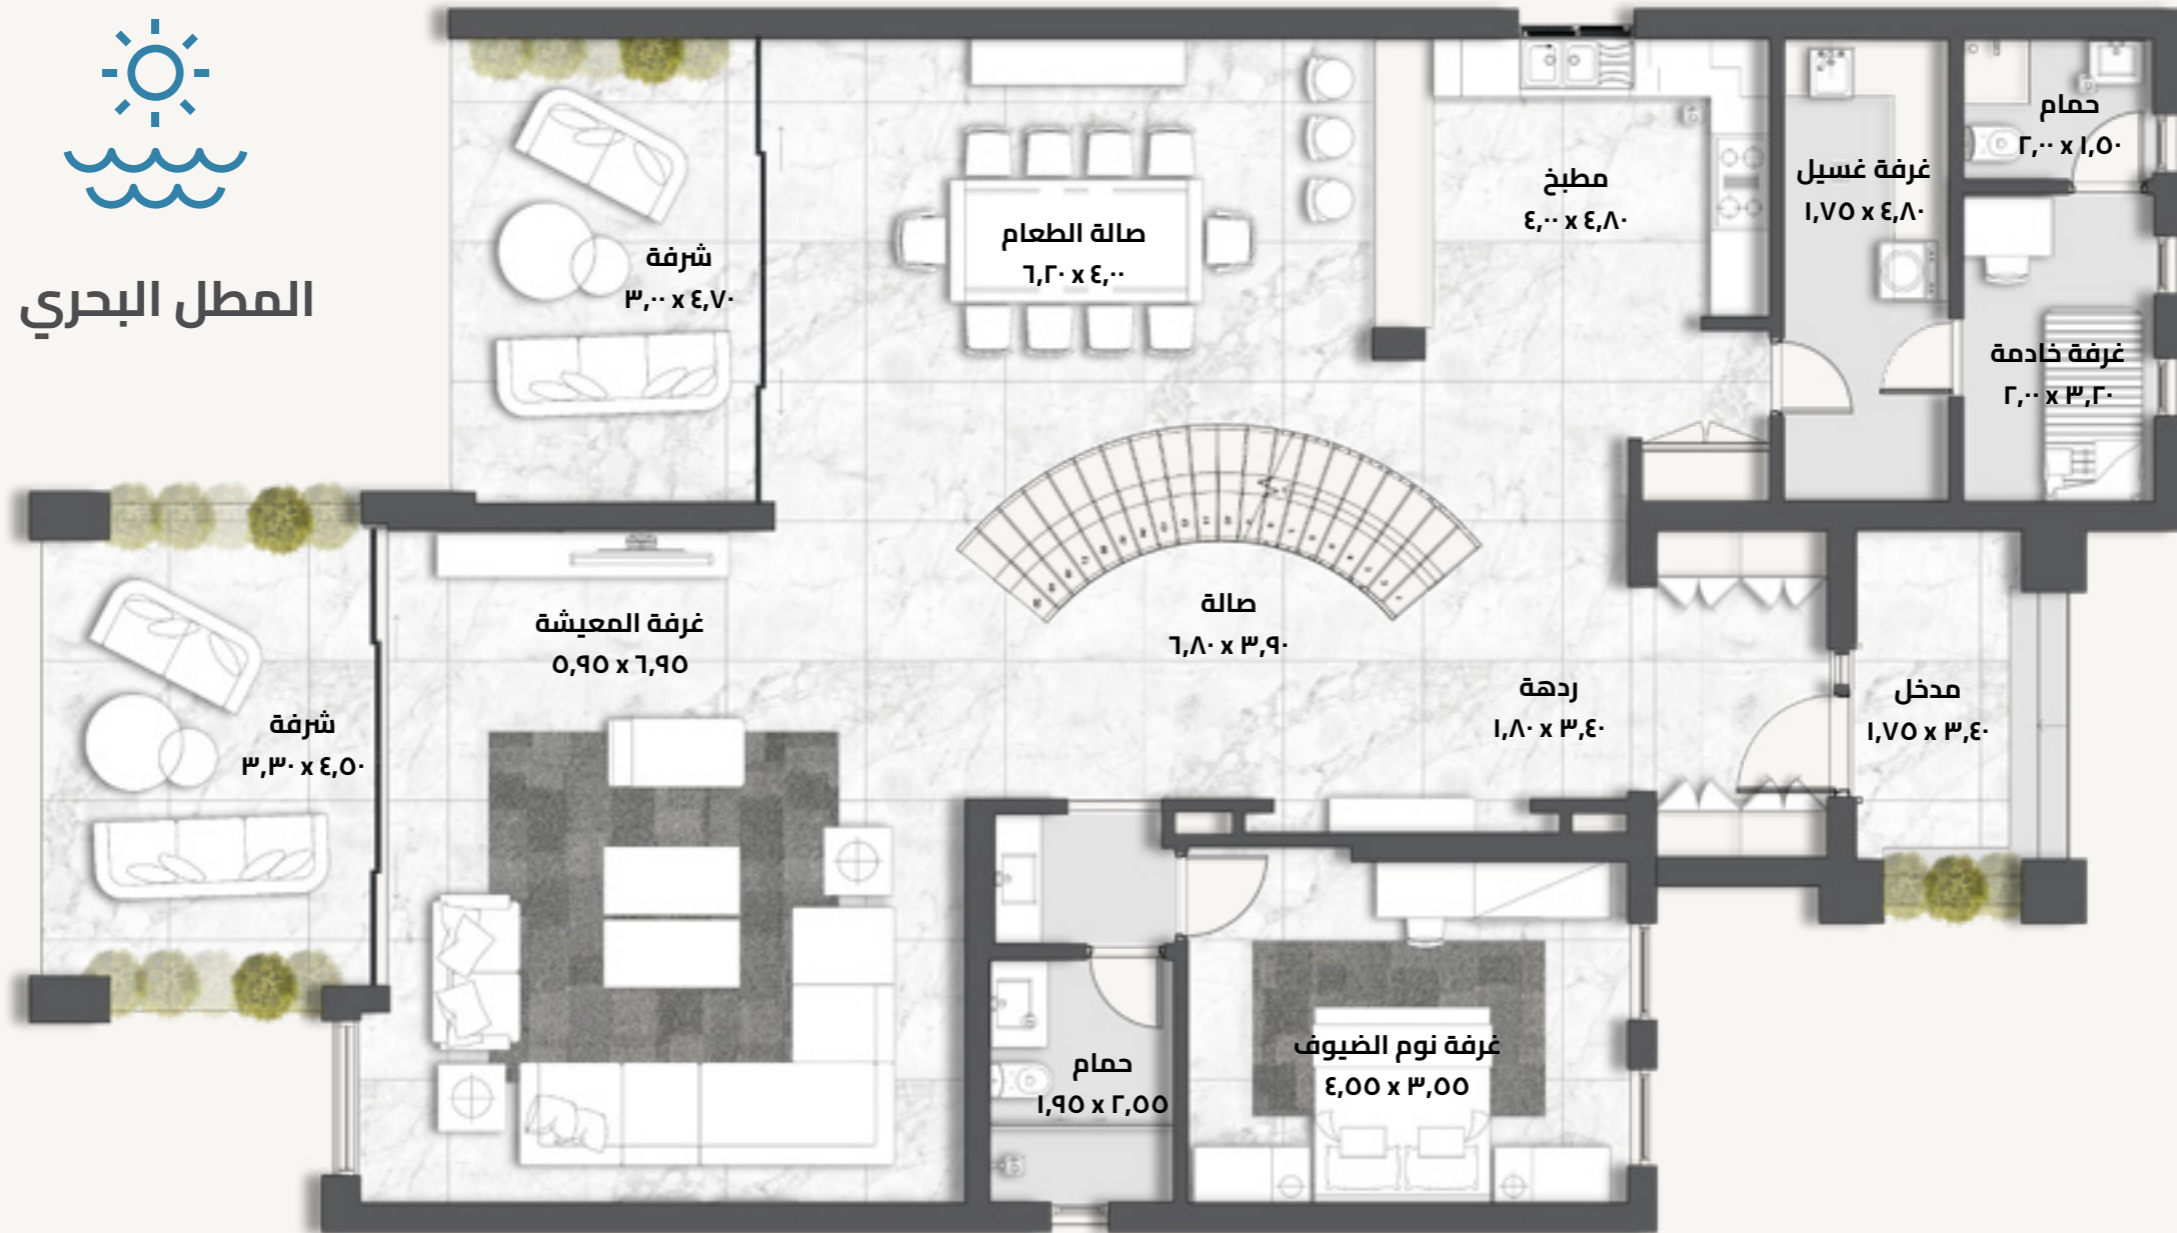 المطل البحري
شرفة
٣,٠٠ x ٤,٧٠
صالة الطعام
٦,٢٠ x ٤,٠٠
مطبخ
٤,٠٠ x ٤,٨٠
غرفة غسيل
١,٧٥ x ٤,٨٠
حمام
٢,٠٠ x ١,٥٠
غرفة خادمة
٢,٠٠ x ٣,٢٠
شرفة
٣,٣٠ x ٤,٥٠
غرفة المعيشة
٥,٩٥ x ٦,٩٥
صالة
٦,٨٠ x ٣,٩٠
ردهة
١,٨٠ x ٣,٤٠
مدخل
١,٧٥ x ٣,٤٠
حمام
١,٩٥ x ٢,٥٥
غرفة نوم الضيوف
٤,٥٥ x ٣,٥٥